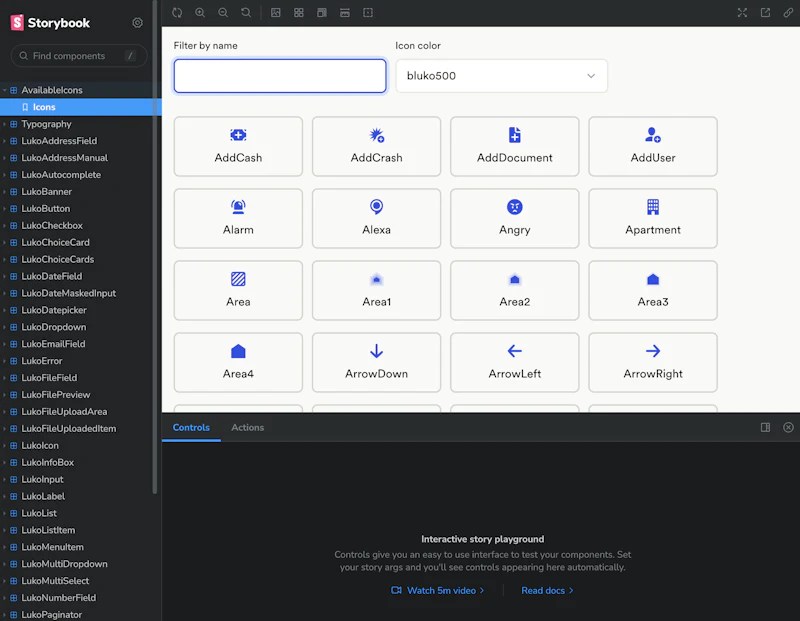 Storybook
Find components /
AvailableIcons
Icons
Typography
LukoAddressField
LukoAddressManual
LukoAutocomplete
LukoBanner
LukoButton
LukoCheckbox
LukoChoiceCard
LukoChoiceCards
LukoDateField
LukoDateMaskedInput
LukoDatepicker
LukoDropdown
LukoEmailField
LukoError
LukoFileField
LukoFilePreview
LukoFileUploadArea
LukoFileUploadedItem
LukoIcon
LukoInfoBox
LukoInput
LukoLabel
LukoList
LukoListItem
LukoMenuItem
LukoMultiDropdown
LukoMultiSelect
LukoNumberField
LukoPaginator
Filter by name
Icon color
bluko500
AddCash
AddCrash
AddDocument
AddUser
Alarm
Alexa
Angry
Apartment
Area
Area1
Area2
Area3
Area4
ArrowDown
ArrowLeft
ArrowRight
Controls
Actions
Interactive story playground
Controls give you an easy to use interface to test your components. Set
your story args and you'll see controls appearing here automatically.
Watch 5m video
Read docs